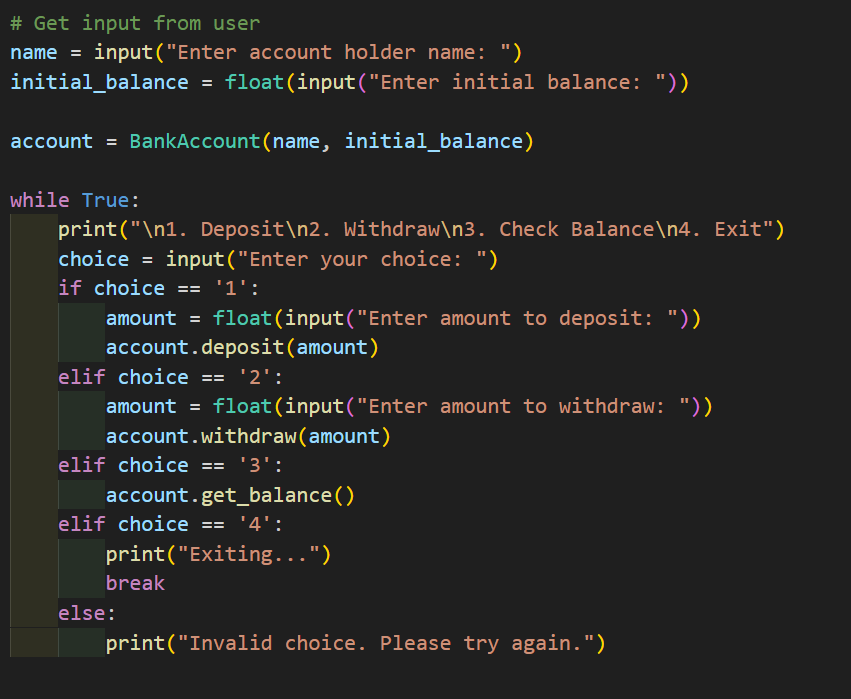 # Get input from user
name = input("Enter account holder name: ")
initial_balance = float(input("Enter initial balance: "))

account = BankAccount(name, initial_balance)

while True:
    print("\n1. Deposit\n2. Withdraw\n3. Check Balance\n4. Exit")
    choice = input("Enter your choice: ")
    if choice == '1':
        amount = float(input("Enter amount to deposit: "))
        account.deposit(amount)
    elif choice == '2':
        amount = float(input("Enter amount to withdraw: "))
        account.withdraw(amount)
    elif choice == '3':
        account.get_balance()
    elif choice == '4':
        print("Exiting...")
        break
    else:
        print("Invalid choice. Please try again.")